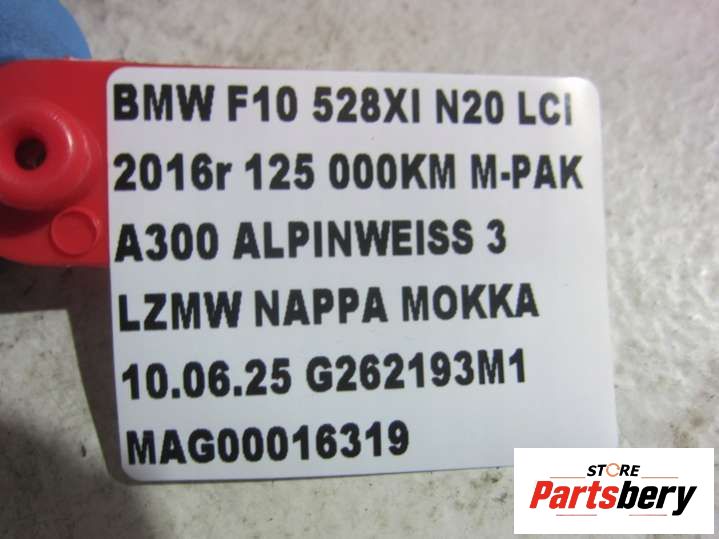 BMW F10 528XI N20 LCI
2016r 125 000KM M-PAK
A300 ALPINWEISS 3
LZMW NAPPA MOKKA
10.06.25 G262193M1
MAG00016319
STORE
Partsbery